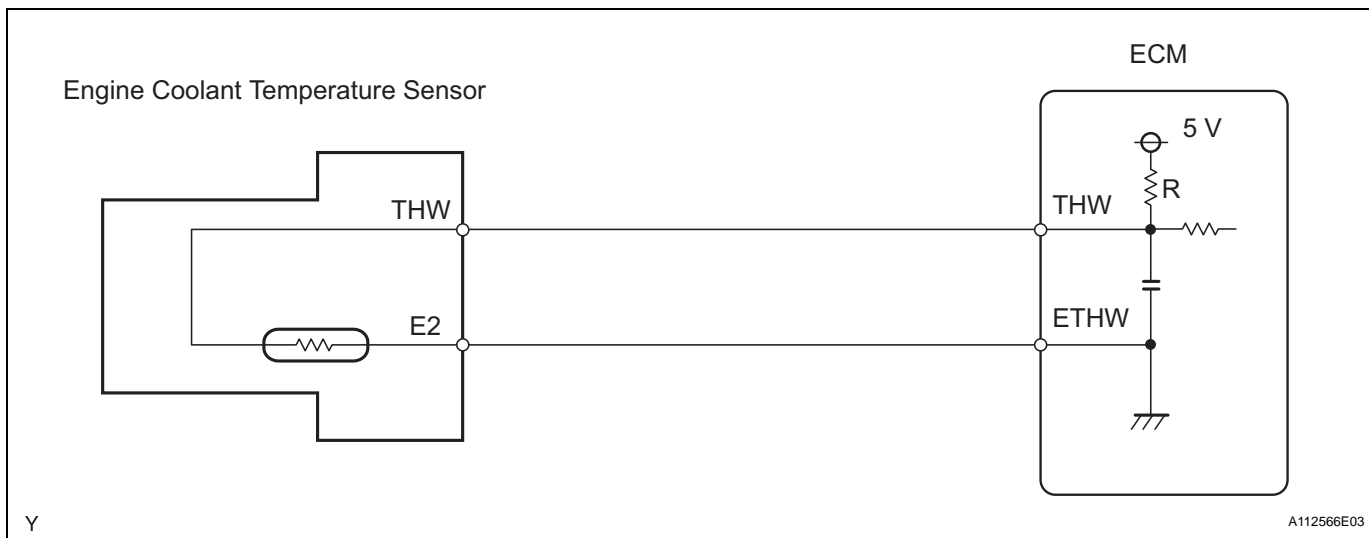 ECM
Engine Coolant Temperature Sensor
5 V
R
THW
THW
E2
ETHW
Y
A112566E03